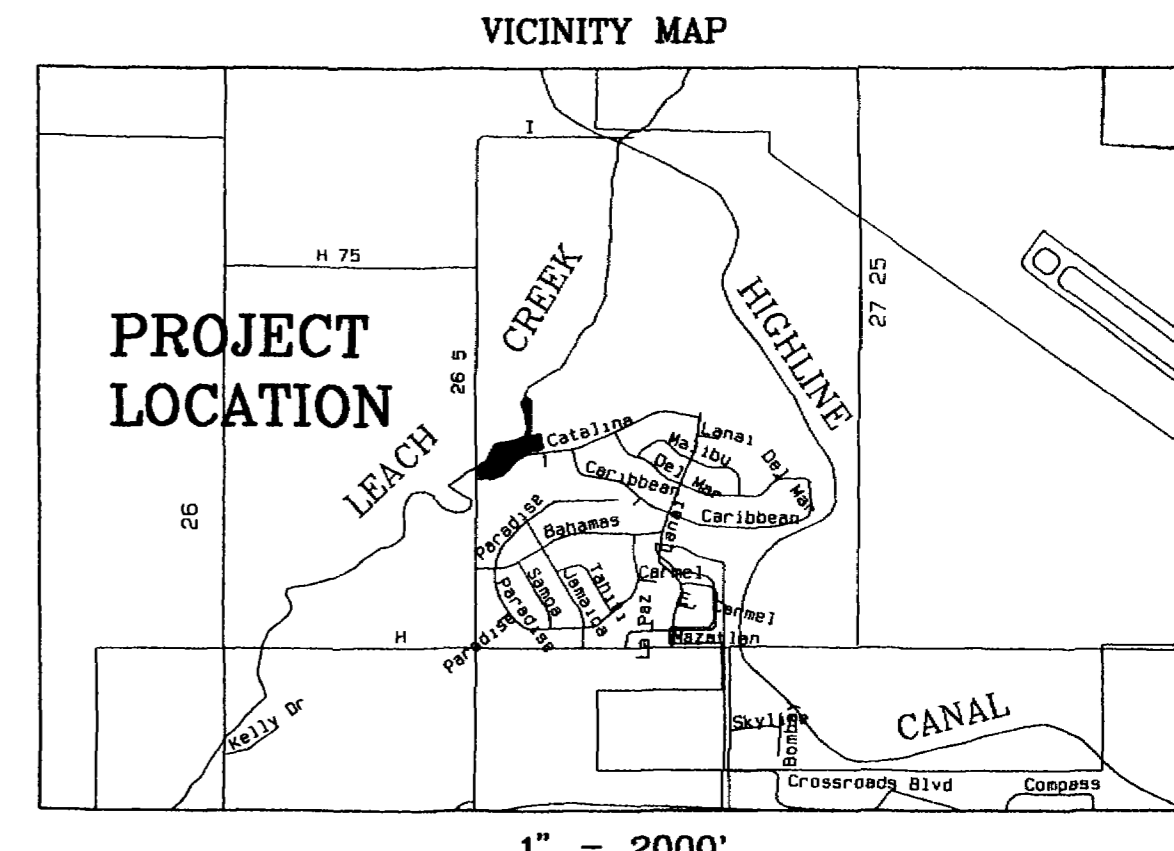 VICINITY MAP
I
H 75
CREEK
HIGHLINE
27 25
PROJECT
LOCATION
26 5
LEACH
Catalina
Lanai
Malibu
Del Mar
Del Mar
Caribbean
Caribbean
26
Paradise
Bahamas
Lanai
Samoa
Jamaica
Tahiti
Carmel
Paradise
La Paz
Carmel
Paradise
H
Mazatlan
Kelly Dr
Skyline
CANAL
Crossroads Blvd
Compass
1" = 2000'